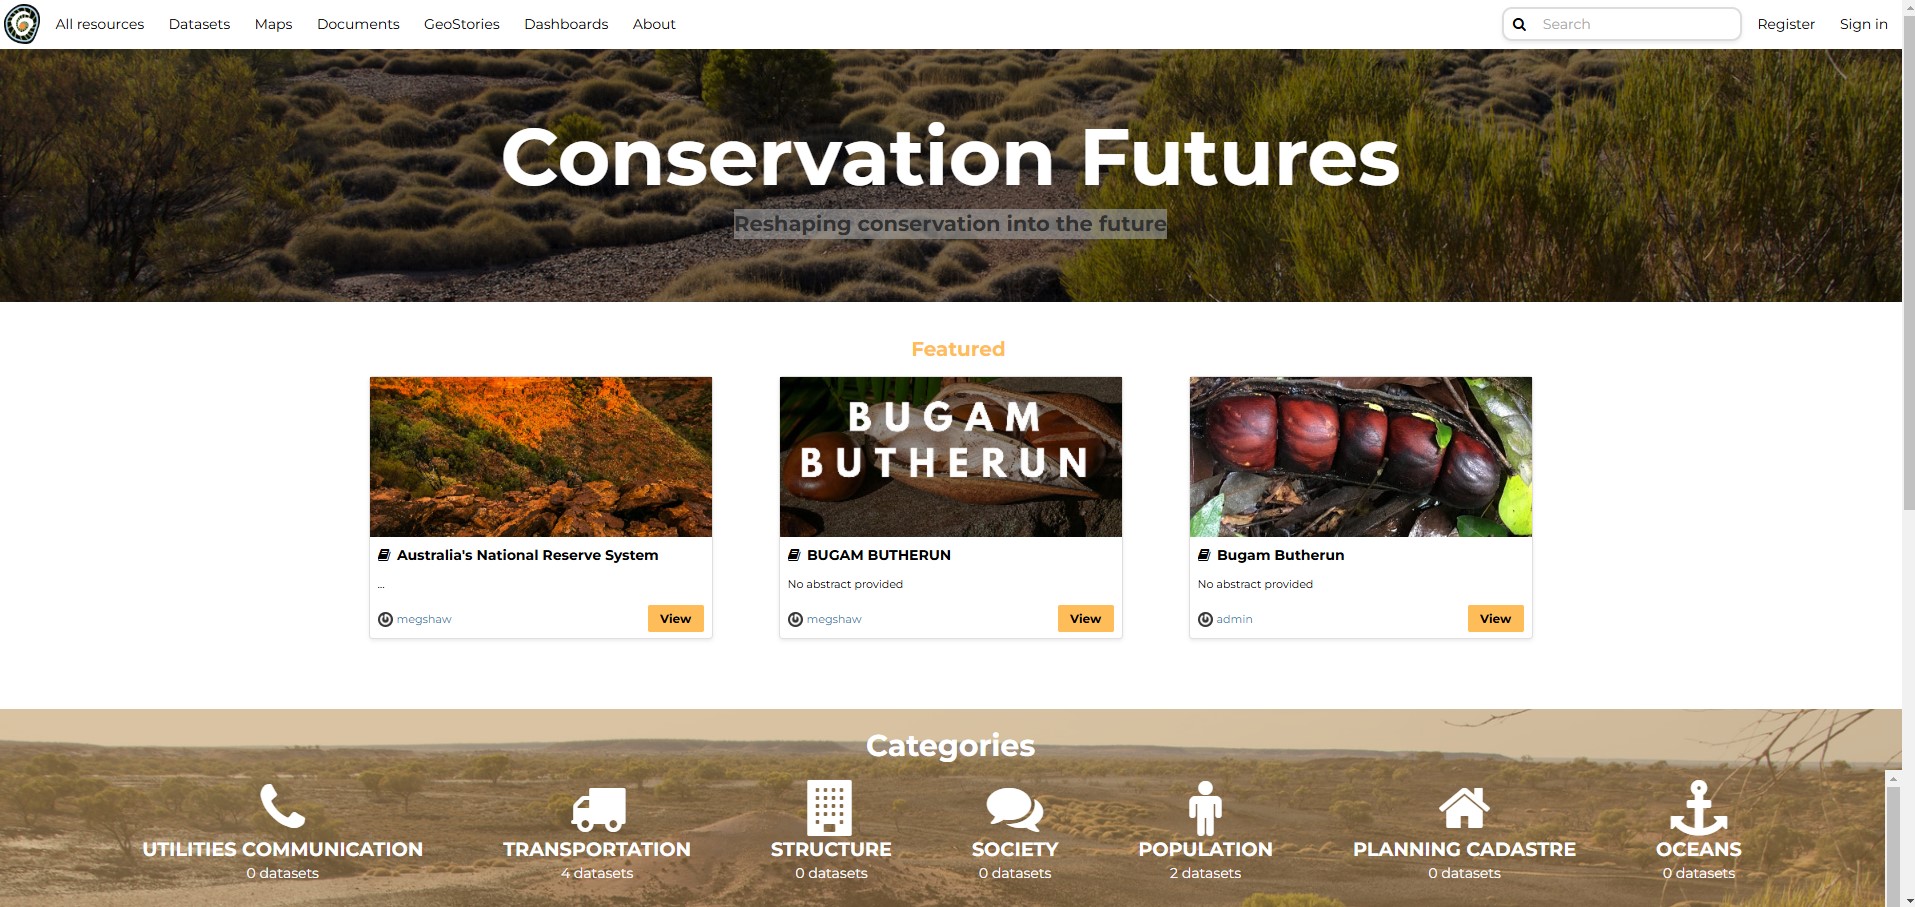 All resources Datasets Maps Documents GeoStories Dashboards About Search Register Sign in
Conservation Futures
Reshaping conservation into the future
Featured
BUGAM
BUTHERUN
Australia's National Reserve System
...
megshaw View
BUGAM BUTHERUN
No abstract provided
megshaw View
Bugam Butherun
No abstract provided
admin View
Categories
UTILITIES COMMUNICATION
0 datasets
TRANSPORTATION
4 datasets
STRUCTURE
0 datasets
SOCIETY
0 datasets
POPULATION
2 datasets
PLANNING CADASTRE
0 datasets
OCEANS
0 datasets